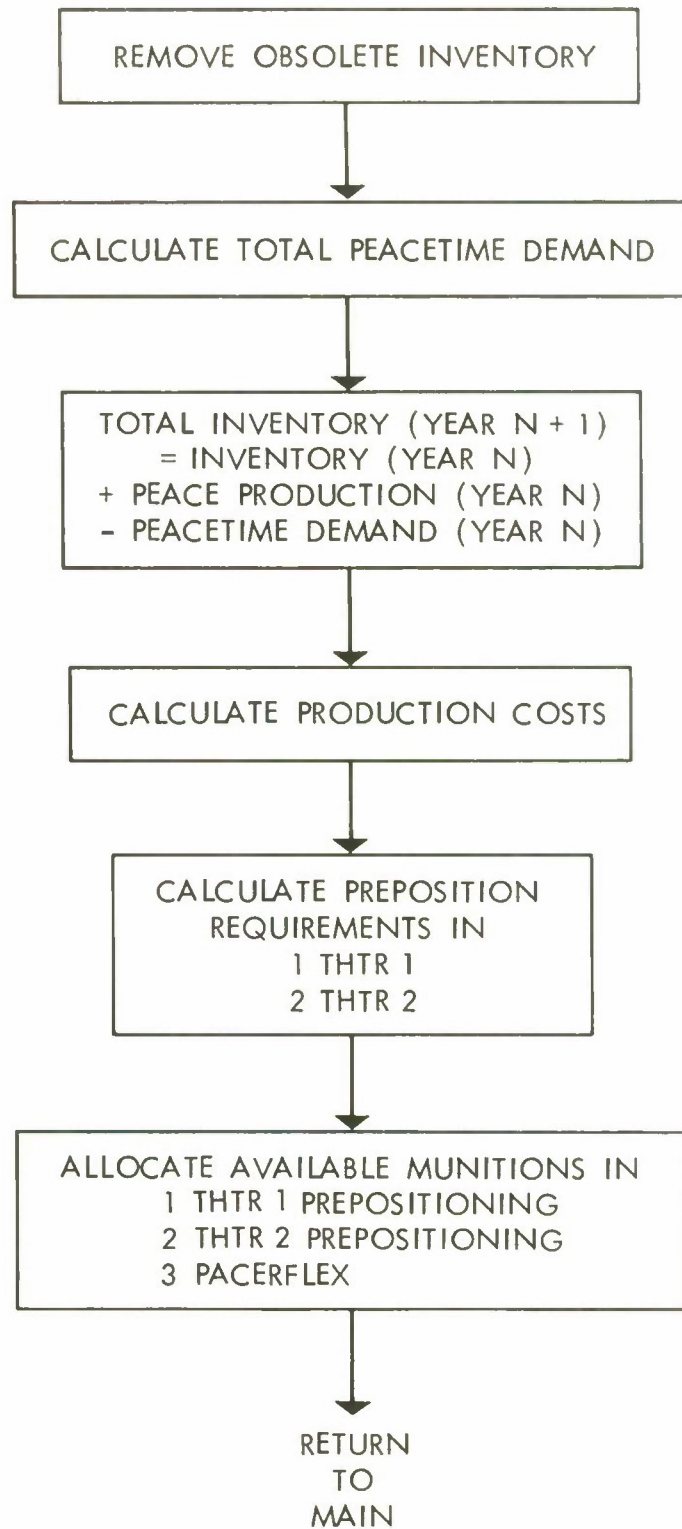 REMOVE OBSOLETE INVENTORY
CALCULATE TOTAL PEACETIME DEMAND
TOTAL INVENTORY (YEAR N + 1)
= INVENTORY (YEAR N)
+ PEACE PRODUCTION (YEAR N)
- PEACETIME DEMAND (YEAR N)
CALCULATE PRODUCTION COSTS
CALCULATE PREPOSITION
REQUIREMENTS IN
1 THTR 1
2 THTR 2
ALLOCATE AVAILABLE MUNITIONS IN
1 THTR 1 PREPOSITIONING
2 THTR 2 PREPOSITIONING
3 PACERFLEX
RETURN
TO
MAIN